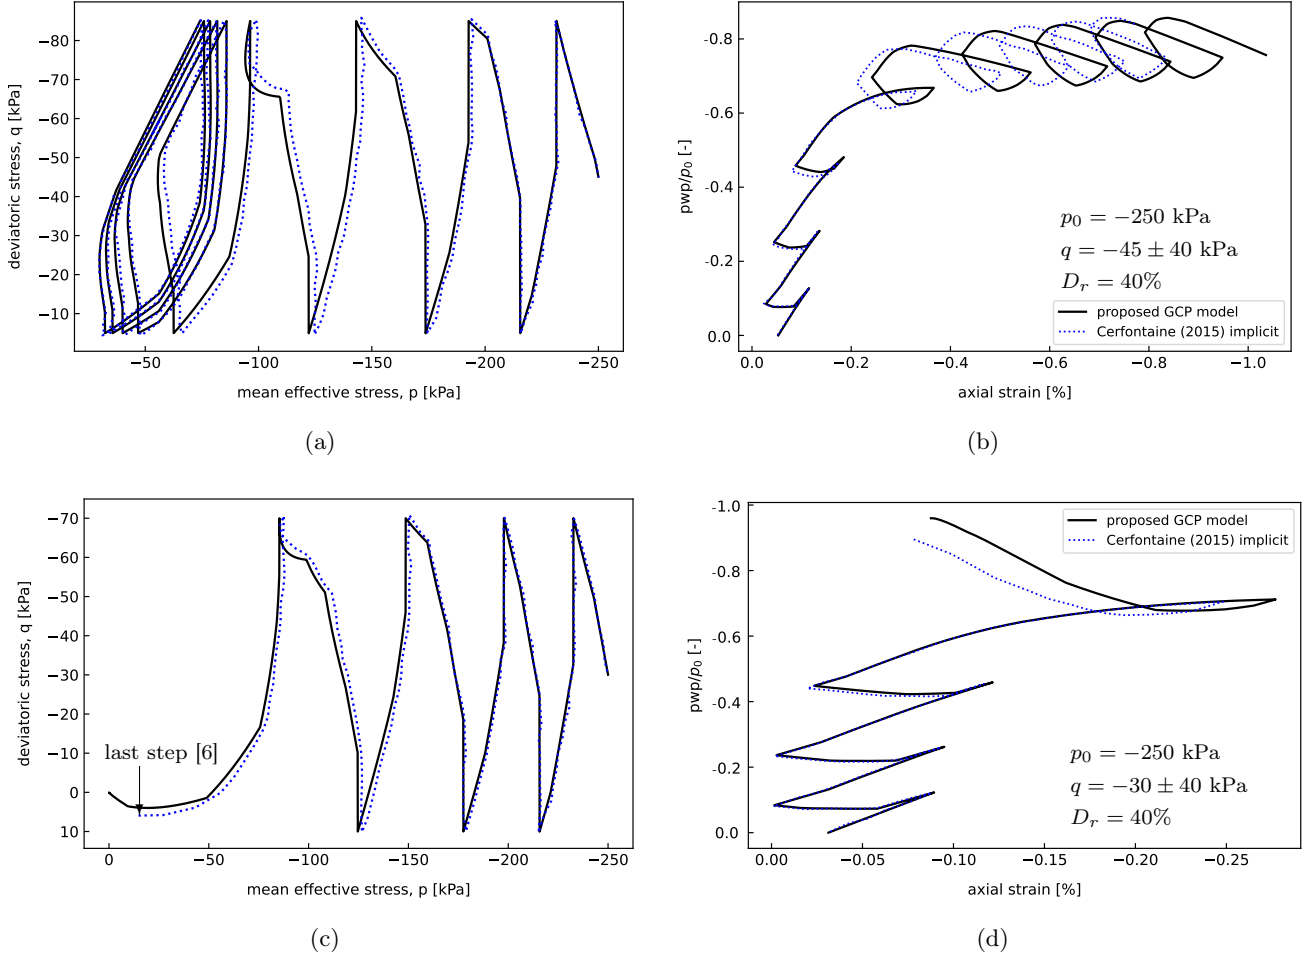 −80
−70
−60
−50
−40
−30
−20
−10
deviatoric stress, q [kPa]
−50
−100
−150
−200
−250
mean effective stress, p [kPa]
(a)
-0.8
-0.6
-0.4
-0.2
0.0
pwp/p0 [-]
p0 = −250 kPa
q = −45 ± 40 kPa
Dr = 40%
proposed GCP model
Cerfontaine (2015) implicit
0.0
−0.2
−0.4
−0.6
−0.8
−1.0
axial strain [%]
(b)
−70
−60
−50
−40
−30
−20
−10
0
10
deviatoric stress, q [kPa]
last step [6]
0
−50
−100
−150
−200
−250
mean effective stress, p [kPa]
(c)
-1.0
-0.8
-0.6
-0.4
-0.2
0.0
pwp/p0 [-]
proposed GCP model
Cerfontaine (2015) implicit
p0 = −250 kPa
q = −30 ± 40 kPa
Dr = 40%
0.00
−0.05
−0.10
−0.15
−0.20
−0.25
axial strain [%]
(d)